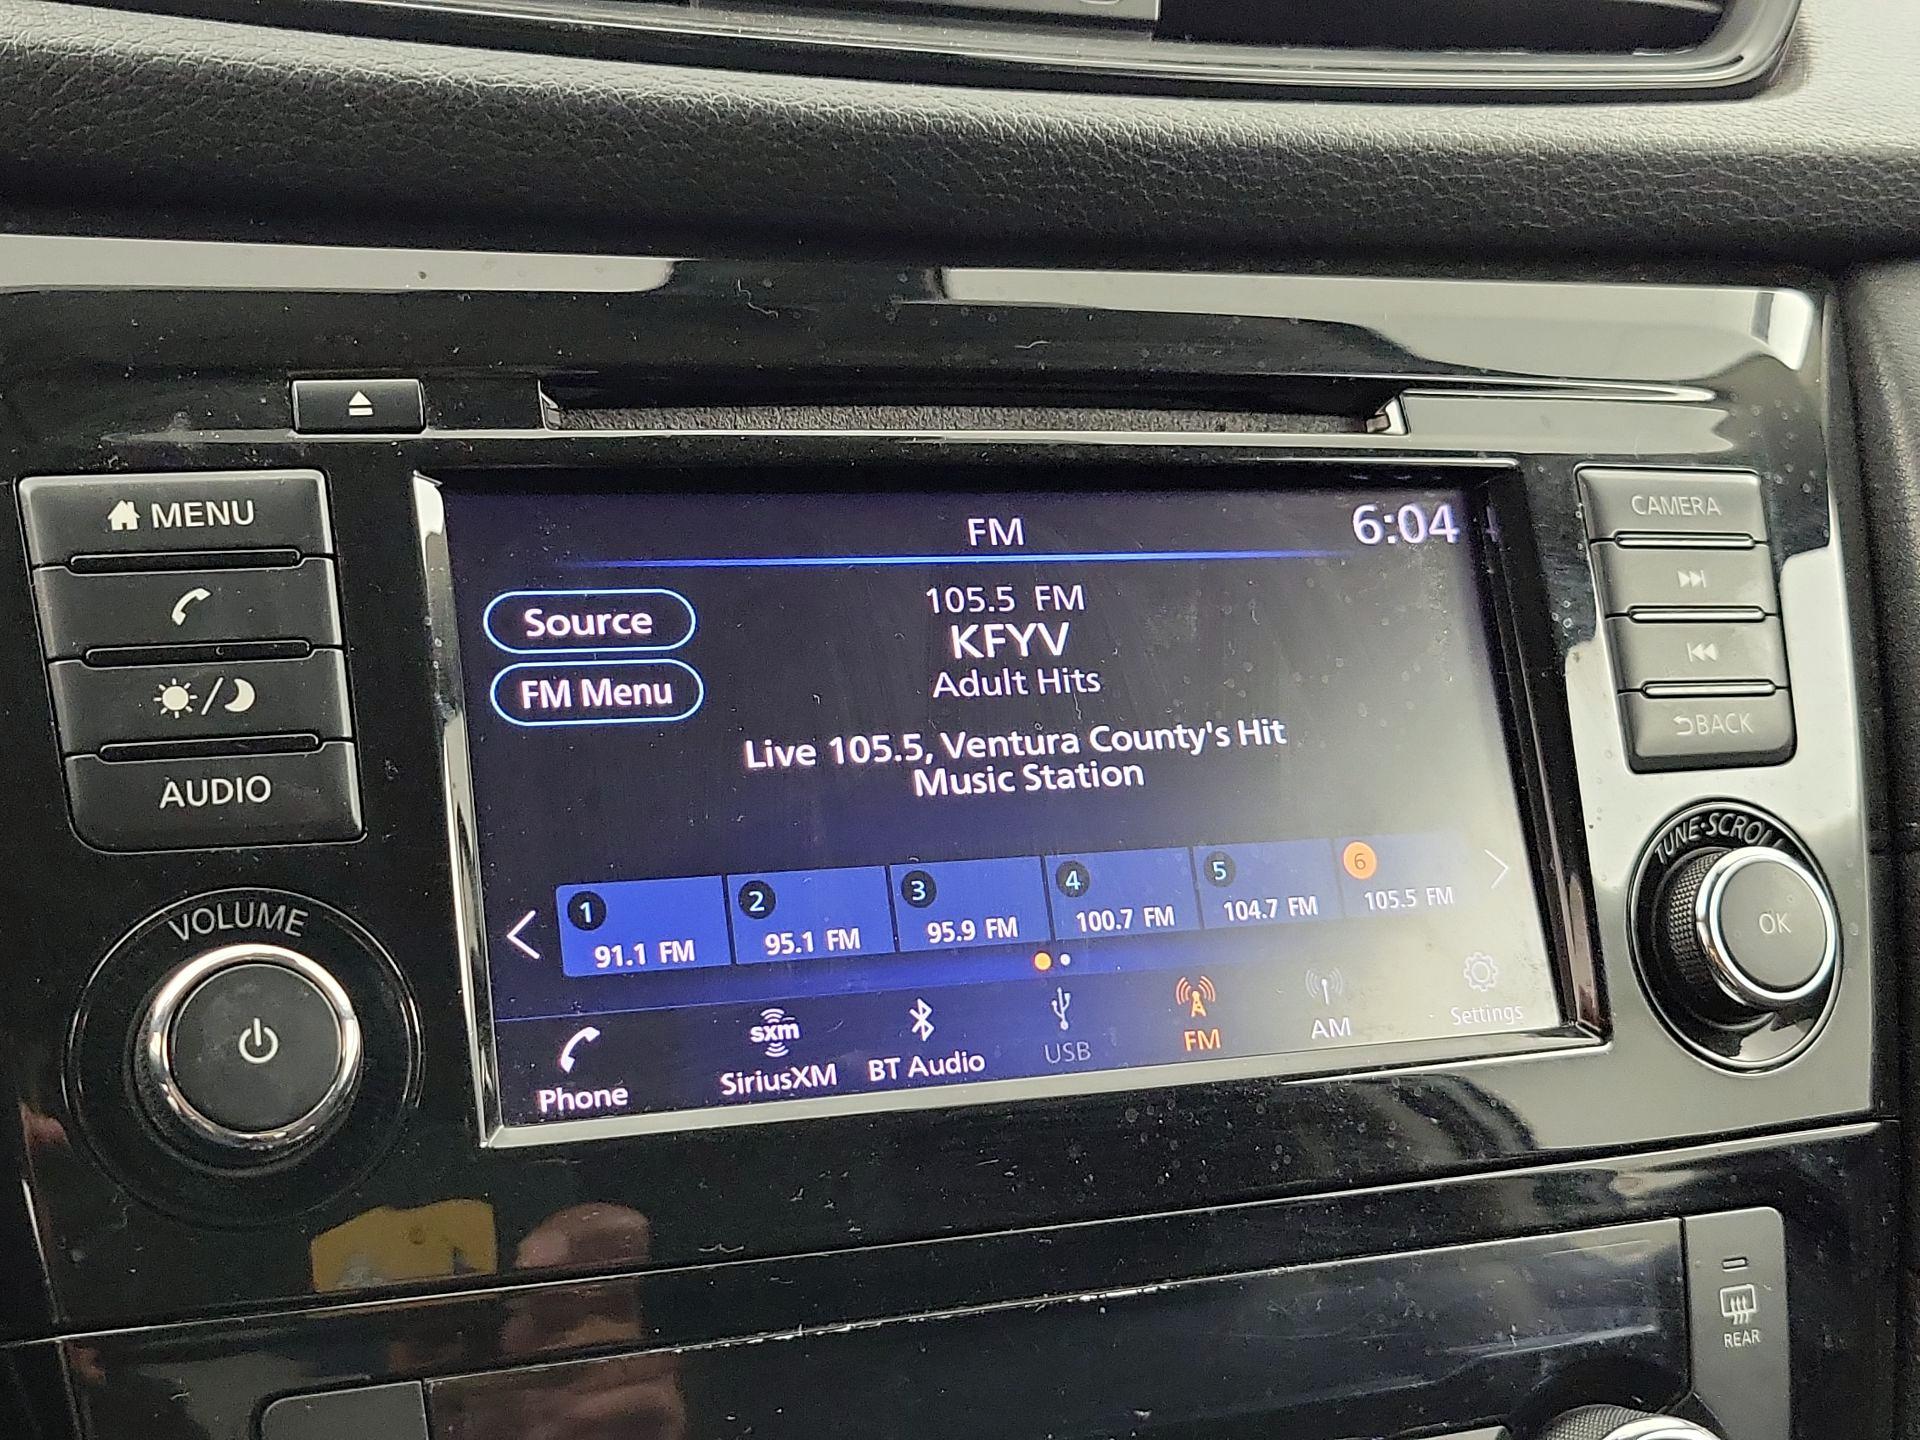 MENU
AUDIO
VOLUME
FM
6:04
Source
FM Menu
105.5 FM
KFYV
Adult Hits
Live 105.5, Ventura County's Hit
Music Station
1
91.1 FM
2
95.1 FM
3
95.9 FM
4
100.7 FM
5
104.7 FM
6
105.5 FM
Phone
sxm
SiriusXM
BT Audio
USB
FM
AM
Settings
CAMERA
BACK
TUNE·SCROLL
OK
REAR